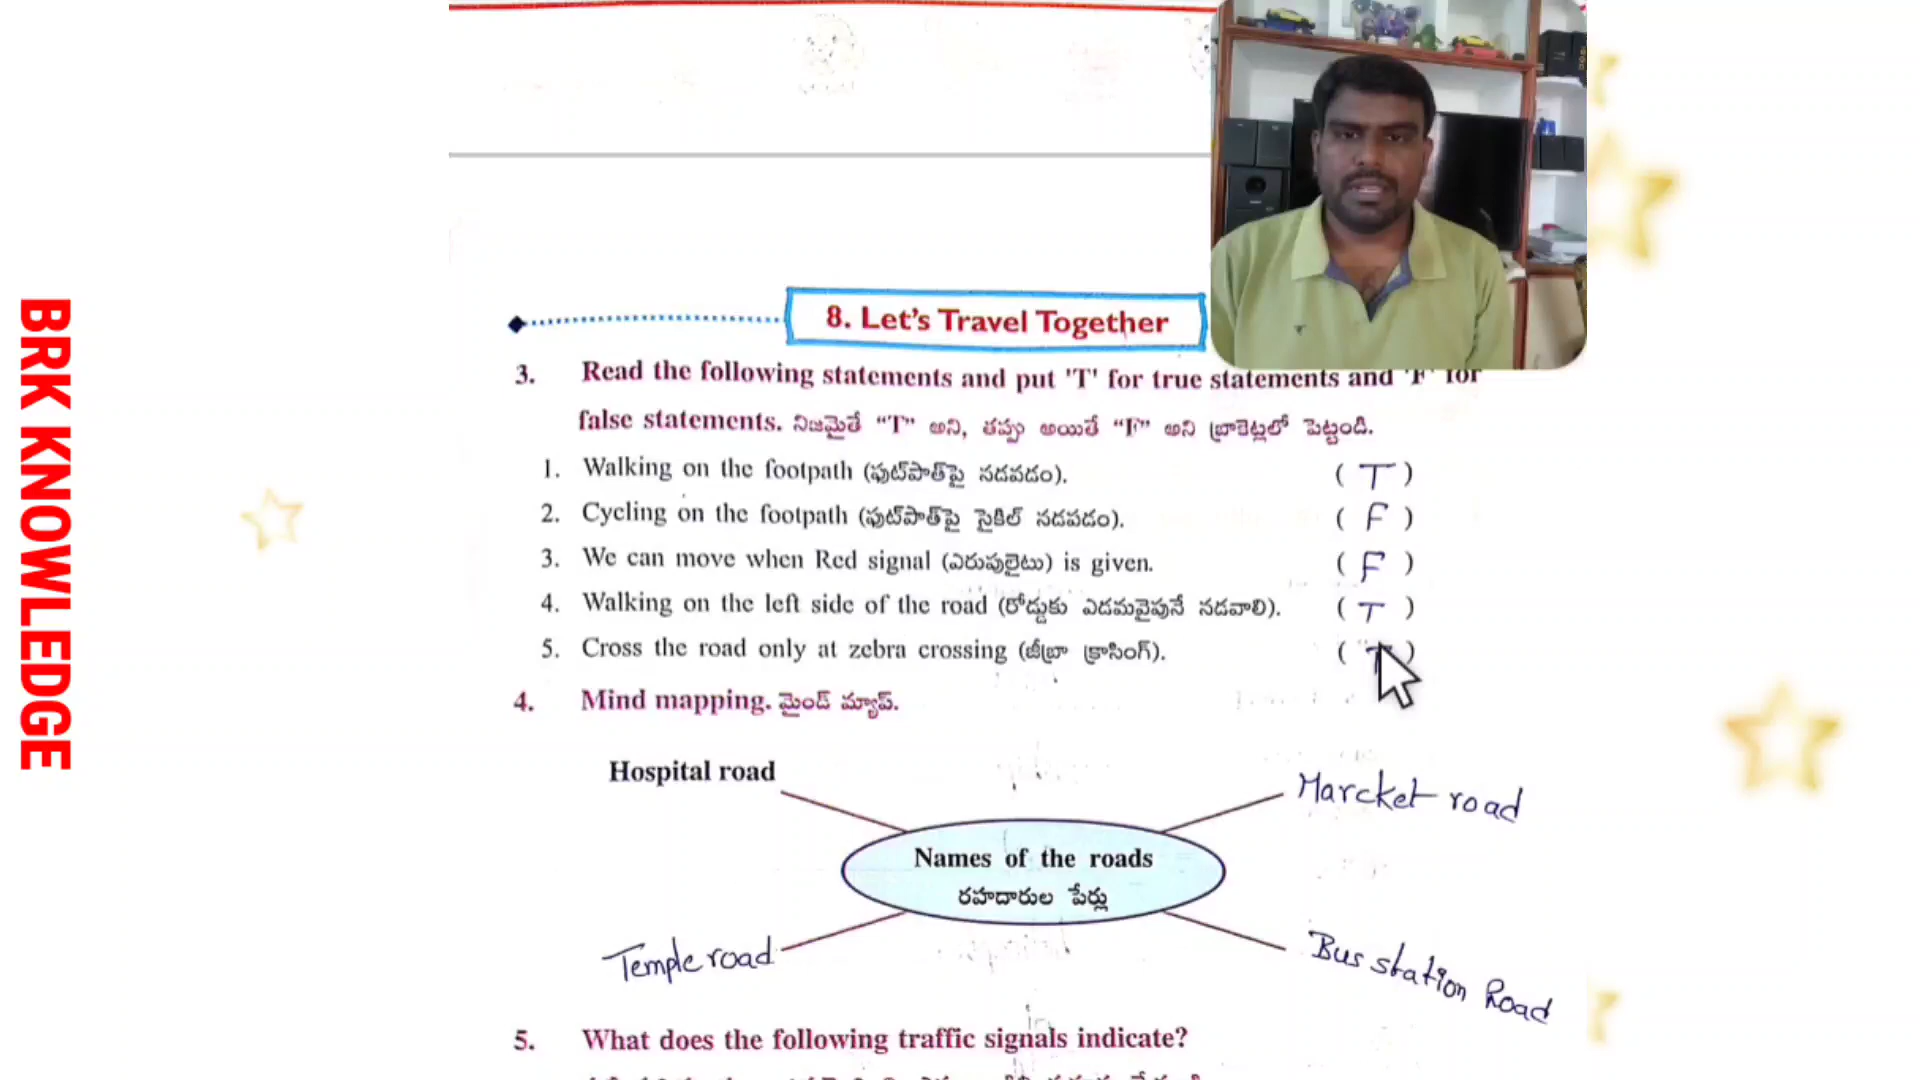 BRK KNOWLEDGE
8. Let's Travel Together
3. Read the following statements and put 'T' for true statements and 'F' for
false statements. నిజమైతే “T” అని, తప్పు అయితే “F” అని బ్రాకెట్లలో పెట్టండి.
1. Walking on the footpath (ఫుట్‌పాత్‌పై నడవడం). ( T )
2. Cycling on the footpath (ఫుట్‌పాత్‌పై సైకిల్ నడపడం). ( F )
3. We can move when Red signal (ఎరుపులైటు) is given. ( F )
4. Walking on the left side of the road (రోడ్డుకు ఎడమవైపునే నడవాలి). ( T )
5. Cross the road only at zebra crossing (జీబ్రా క్రాసింగ్). ( T )
4. Mind mapping. మైండ్ మ్యాప్.
Hospital road
Marcket road
Names of the roads
రహదారుల పేర్లు
Temple road
Bus station Road
5. What does the following traffic signals indicate?